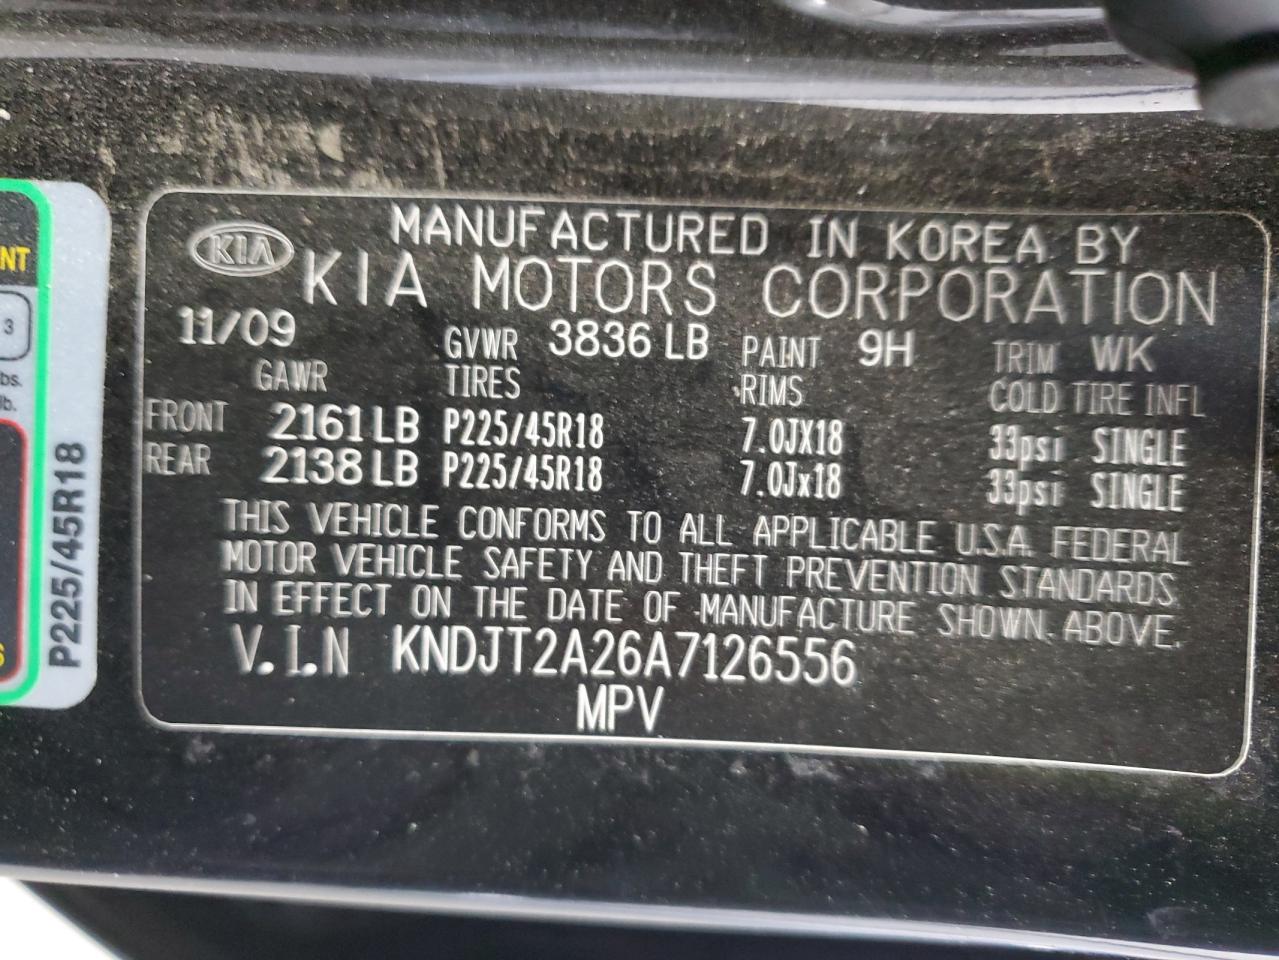 NT
3
bs.
b.
P225/45R18
KIA
MANUFACTURED IN KOREA BY
KIA MOTORS CORPORATION
11/09 GVWR 3836 LB PAINT 9H TRIM WK
GAWR TIRES RIMS COLD TIRE INFL
FRONT 2161 LB P225/45R18 7.0JX18 33psi SINGLE
REAR 2138 LB P225/45R18 7.0Jx18 33psi SINGLE
THIS VEHICLE CONFORMS TO ALL APPLICABLE U.S.A. FEDERAL
MOTOR VEHICLE SAFETY AND THEFT PREVENTION STANDARDS
IN EFFECT ON THE DATE OF MANUFACTURE SHOWN. ABOVE.
V.I.N KNDJT2A26A7126556
MPV